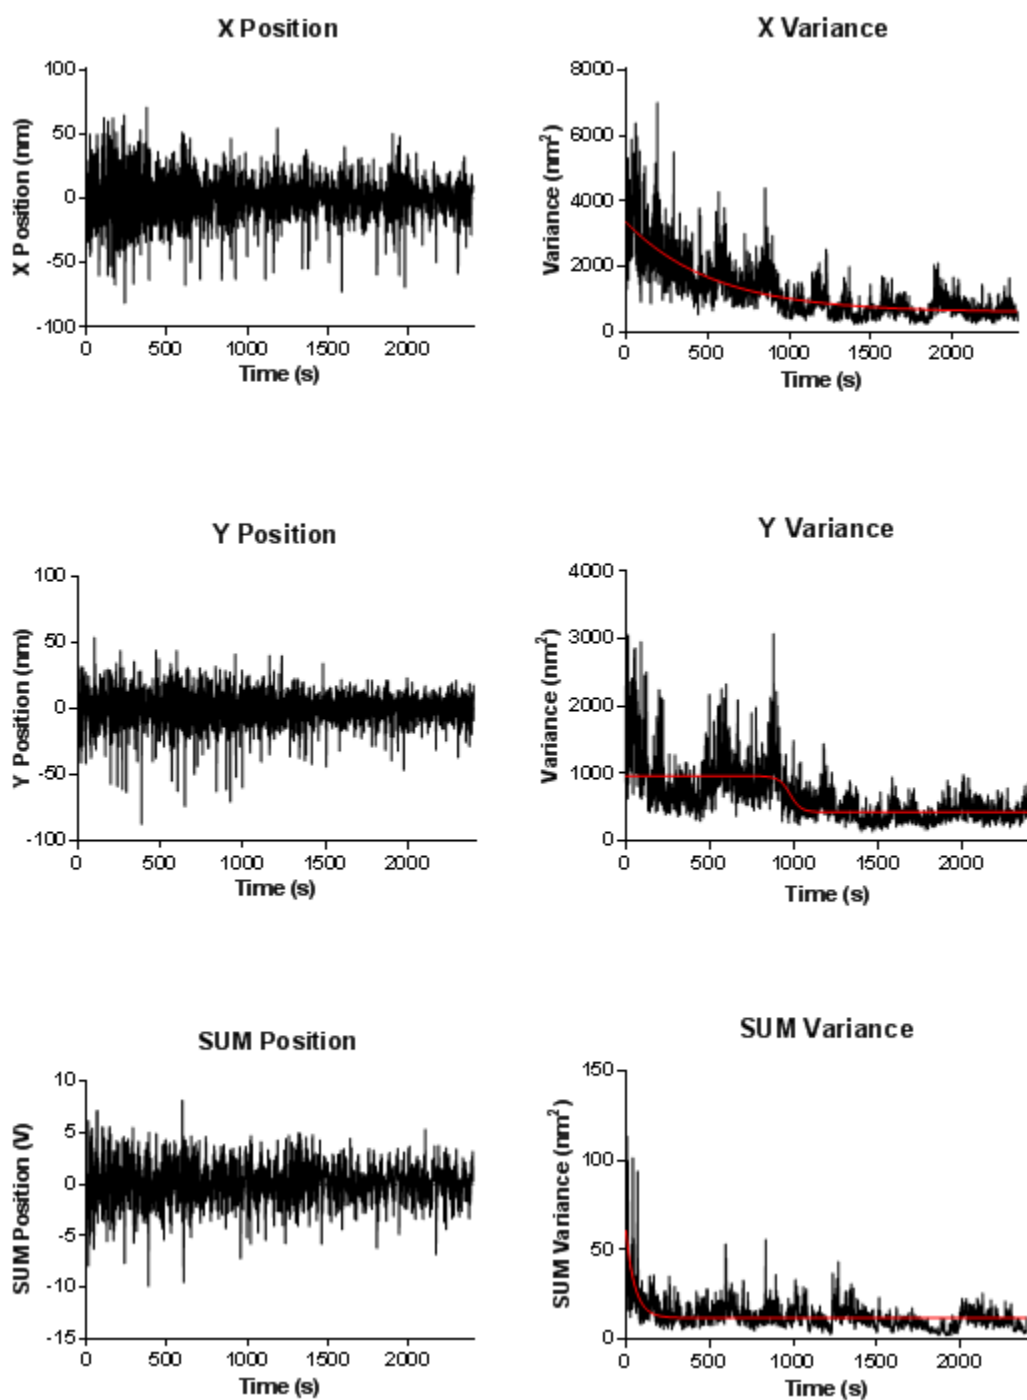 X Position
X Position (nm)
100
50
0
-50
-100
0 500 1000 1500 2000
Time (s)
X Variance
Variance (nm²)
8000
6000
4000
2000
0
0 500 1000 1500 2000
Time (s)
Y Position
Y Position (nm)
100
50
0
-50
-100
0 500 1000 1500 2000
Time (s)
Y Variance
Variance (nm²)
4000
3000
2000
1000
0
0 500 1000 1500 2000
Time (s)
SUM Position
SUM Position (V)
10
5
0
-5
-10
-15
0 500 1000 1500 2000
Time (s)
SUM Variance
SUM Variance (nm²)
150
100
50
0
0 500 1000 1500 2000
Time (s)